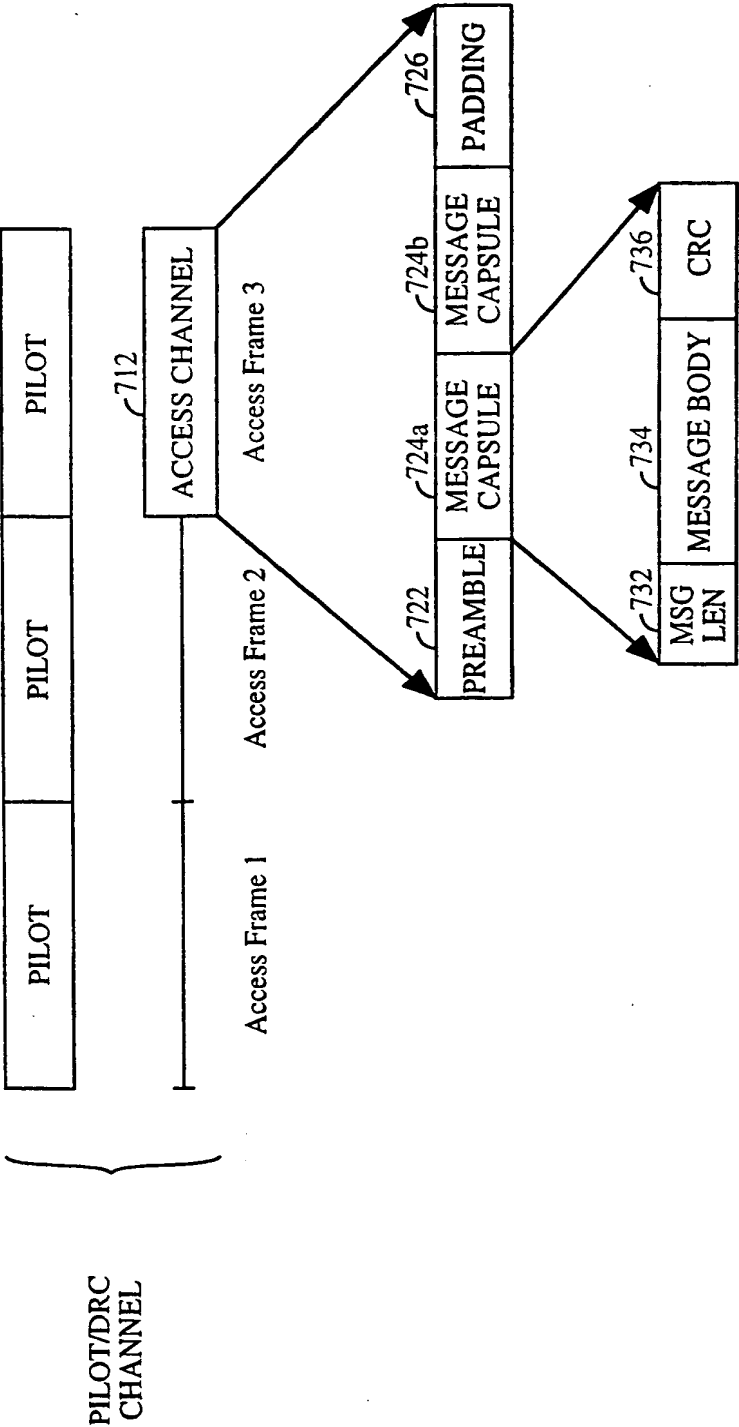 PILOT/DRC
CHANNEL
PILOT
PILOT
PILOT
712
ACCESS CHANNEL
Access Frame 1
Access Frame 2
Access Frame 3
722
724a
724b
726
PREAMBLE
MESSAGE
CAPSULE
MESSAGE
CAPSULE
PADDING
732
734
736
MSG
LEN
MESSAGE BODY
CRC